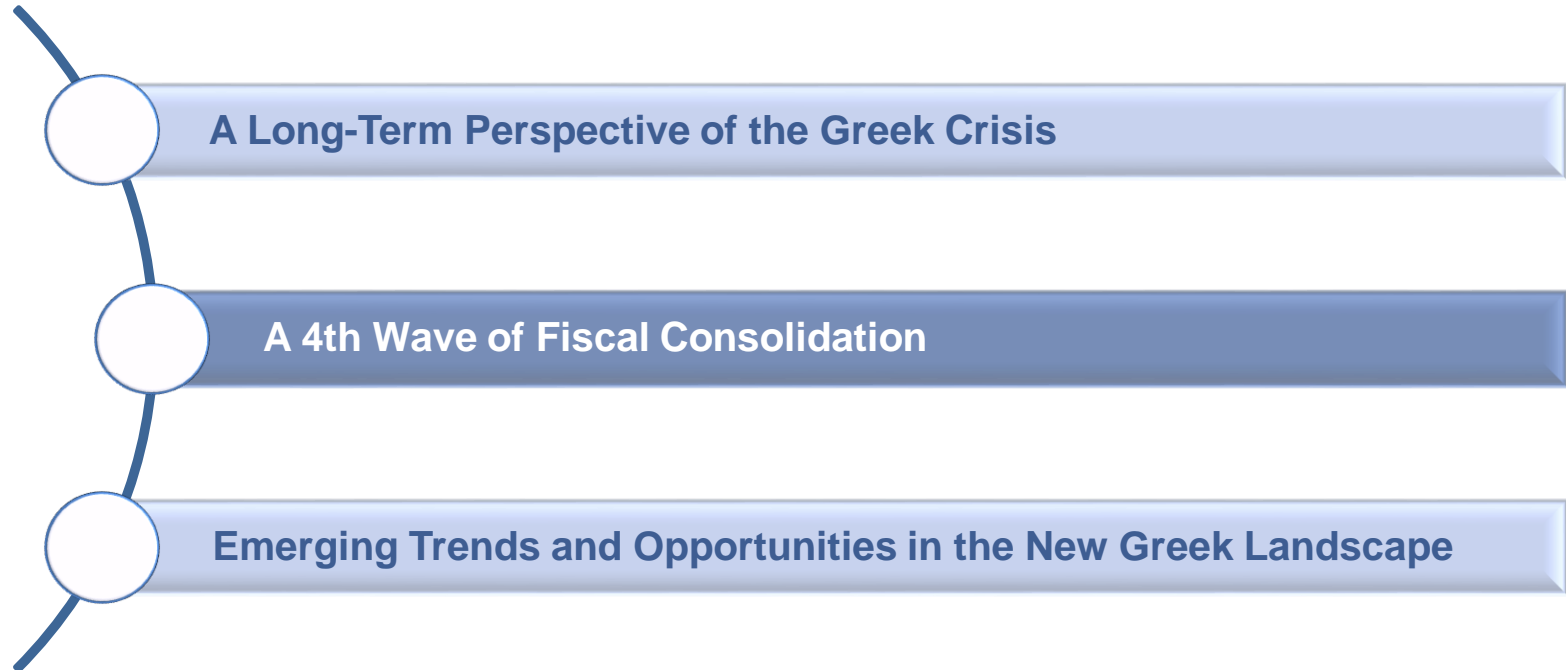 A Long-Term Perspective of the Greek Crisis
A 4th Wave of Fiscal Consolidation
Emerging Trends and Opportunities in the New Greek Landscape